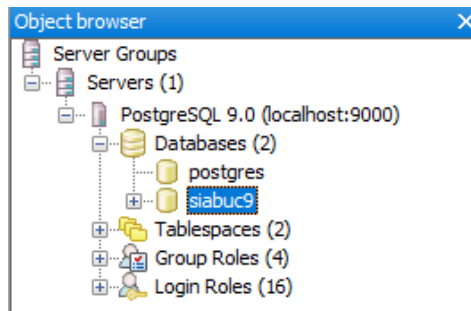 Object browser
Server Groups
Servers (1)
PostgreSQL 9.0 (localhost:9000)
Databases (2)
postgres
siabuc9
Tablespaces (2)
Group Roles (4)
Login Roles (16)